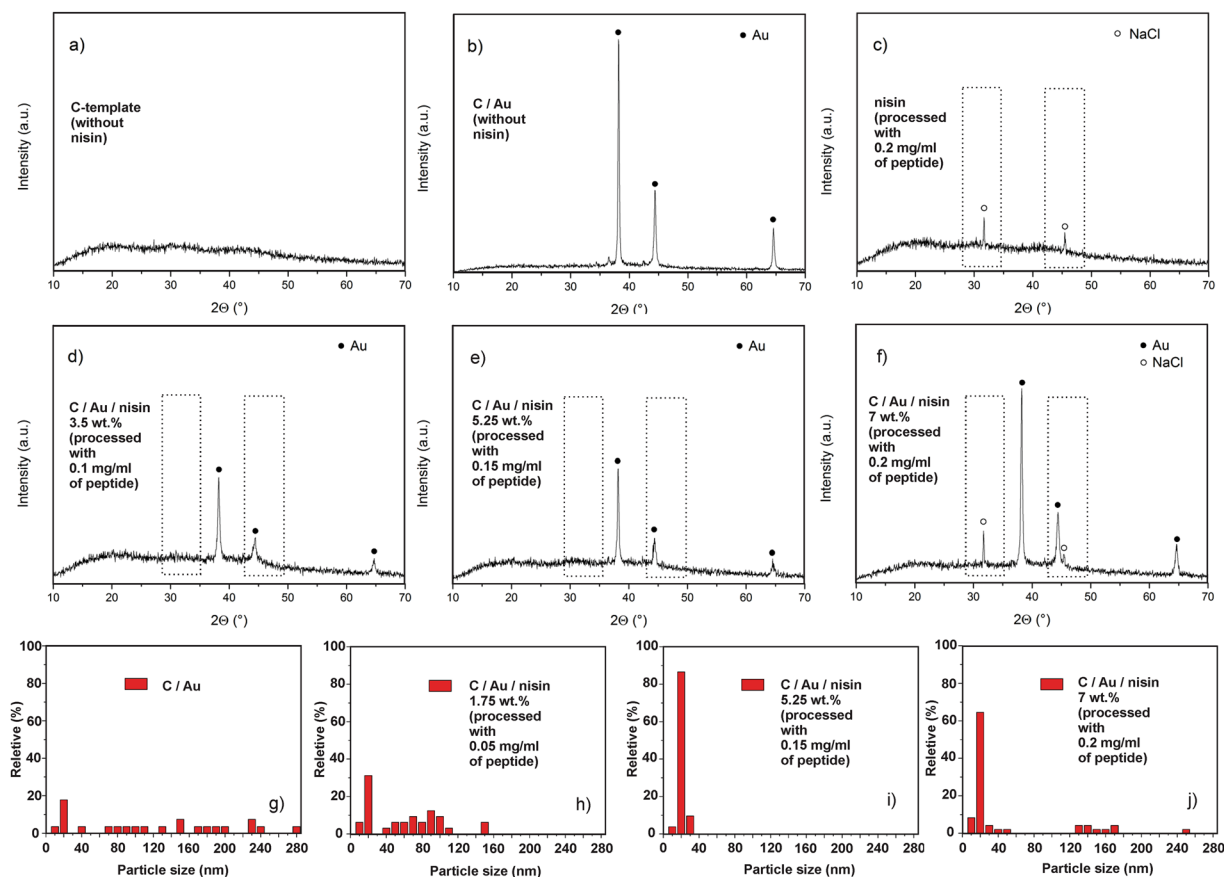 a)
C-template
(without
nisin)
Intensity (a.u.)
10 20 30 40 50 60 70
2Θ (°)
b)
● Au
C / Au
(without
nisin)
Intensity (a.u.)
10 20 30 40 50 60 70
2Θ (°)
c)
○ NaCl
nisin
(processed
with
0.2 mg/ml
of peptide)
Intensity (a.u.)
10 20 30 40 50 60 70
2Θ (°)
d)
● Au
C / Au / nisin
3.5 wt.%
(processed
with
0.1 mg/ml
of peptide)
Intensity (a.u.)
10 20 30 40 50 60 70
2Θ (°)
e)
● Au
C / Au / nisin
5.25 wt.%
(processed
with
0.15 mg/ml
of peptide)
Intensity (a.u.)
10 20 30 40 50 60 70
2Θ (°)
f)
● Au
○ NaCl
C / Au / nisin
7 wt.%
(processed
with
0.2 mg/ml
of peptide)
Intensity (a.u.)
10 20 30 40 50 60 70
2Θ (°)
100
80
60
40
20
0
Reletive (%)
C / Au
g)
0 40 80 120 160 200 240 280
Particle size (nm)
100
80
60
40
20
0
Reletive (%)
C / Au / nisin
1.75 wt.%
(processed
with
0.05 mg/ml
of peptide)
h)
0 40 80 120 160 200 240 280
Particle size (nm)
100
80
60
40
20
0
Reletive (%)
C / Au / nisin
5.25 wt.%
(processed
with
0.15 mg/ml
of peptide)
i)
0 40 80 120 160 200 240 280
Particle size (nm)
100
80
60
40
20
0
Reletive (%)
C / Au / nisin
7 wt.%
(processed
with
0.2 mg/ml
of peptide)
j)
0 40 80 120 160 200 240 280
Particle size (nm)